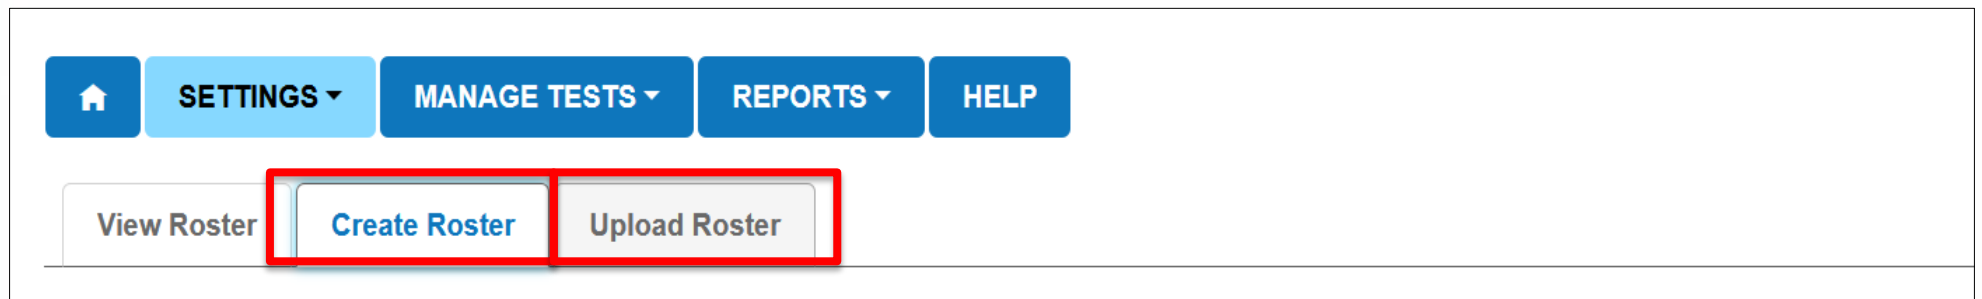 SETTINGS MANAGE TESTS REPORTS HELP
View Roster Create Roster Upload Roster